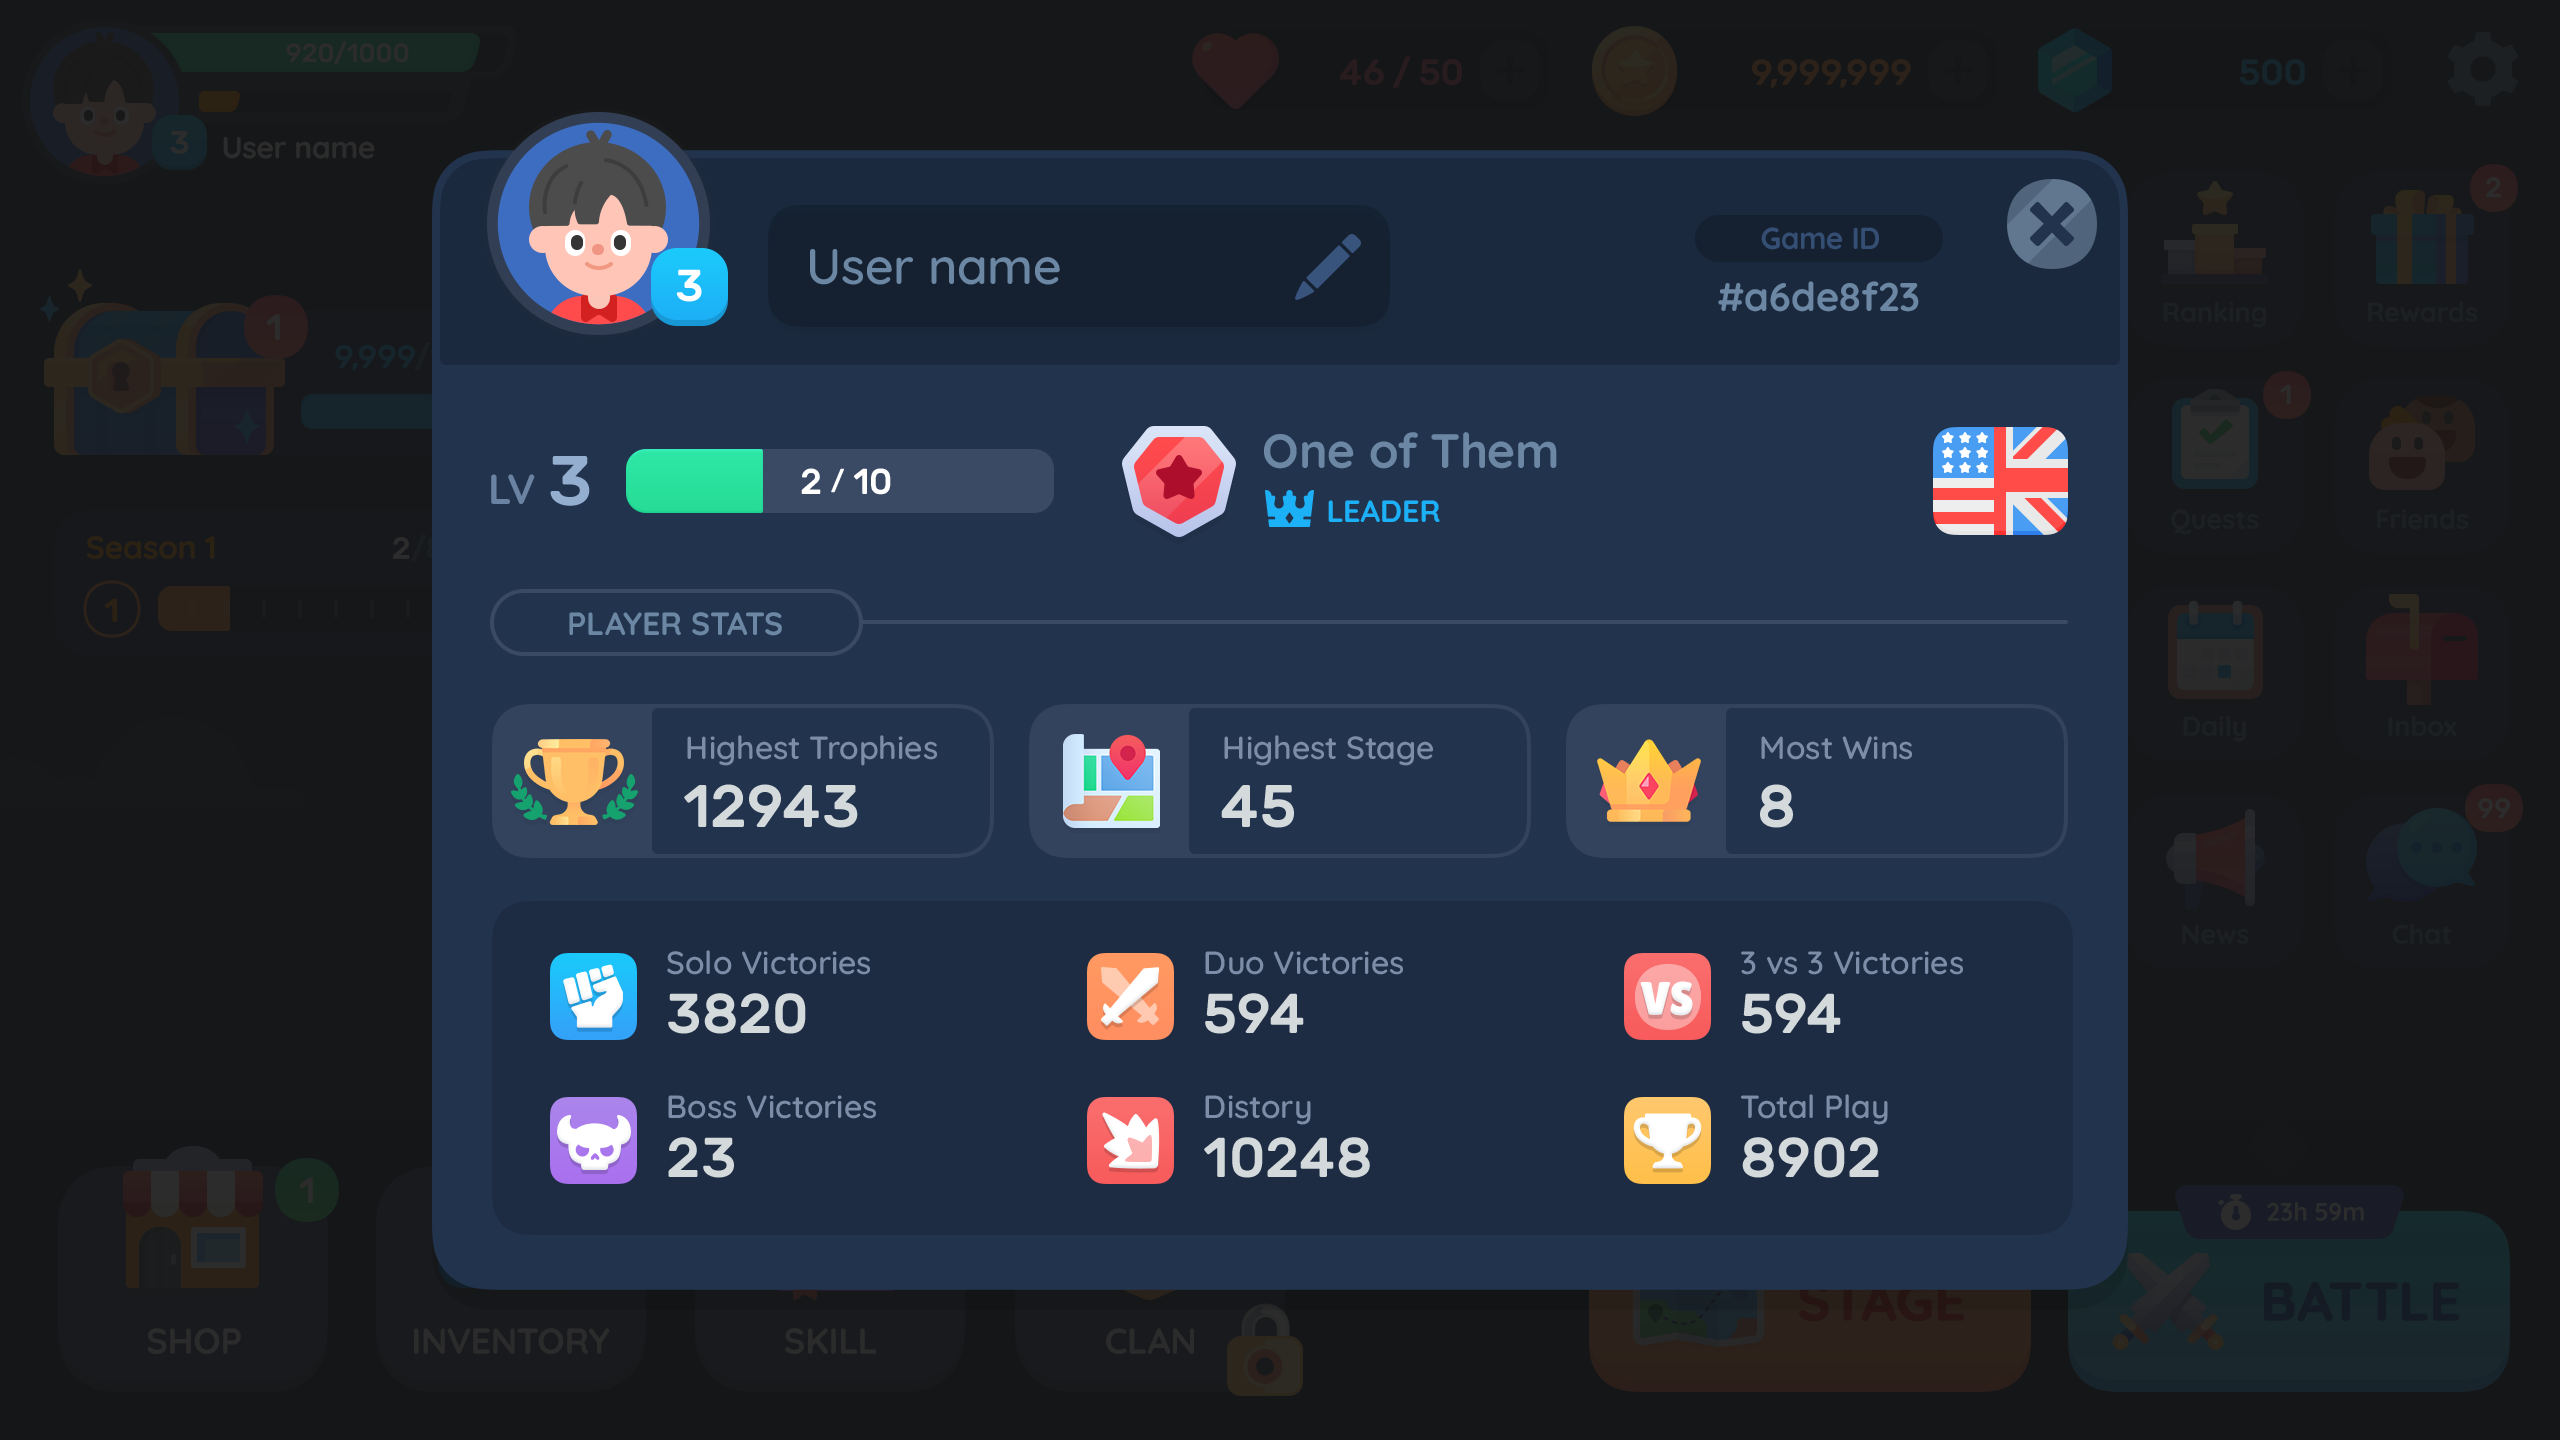 920/1000
3
User name
46 / 50
9,999,999
500
User name
3
Game ID
#a6de8f23
2
Ranking
Rewards
1
9,999/
LV 3
2 / 10
One of Them
LEADER
1
Quests
Friends
Season 1
2/
1
PLAYER STATS
Daily
Inbox
Highest Trophies
12943
Highest Stage
45
Most Wins
8
99
News
Chat
Solo Victories
3820
Duo Victories
594
VS
3 vs 3 Victories
594
Boss Victories
23
Distory
10248
Total Play
8902
1
SHOP
INVENTORY
SKILL
CLAN
STAGE
23h 59m
BATTLE